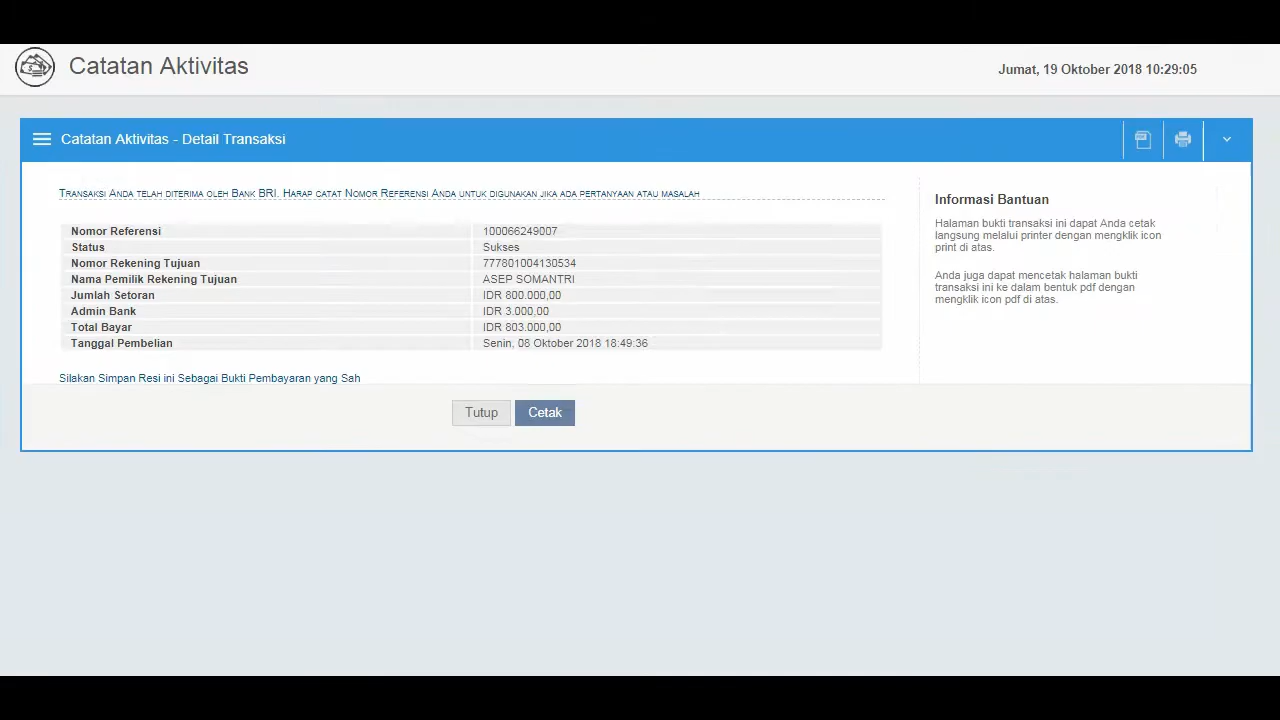 Catatan Aktivitas
Jumat, 19 Oktober 2018 10:29:05
Catatan Aktivitas - Detail Transaksi
TRANSAKSI ANDA TELAH DITERIMA OLEH BANK BRI. HARAP CATAT NOMOR REFERENSI ANDA UNTUK DIGUNAKAN JIKA ADA PERTANYAAN ATAU MASALAH
Nomor Referensi 100066249007
Status Sukses
Nomor Rekening Tujuan 777801004130534
Nama Pemilik Rekening Tujuan ASEP SOMANTRI
Jumlah Setoran IDR 800.000,00
Admin Bank IDR 3.000,00
Total Bayar IDR 803.000,00
Tanggal Pembelian Senin, 08 Oktober 2018 18:49:36
Silakan Simpan Resi ini Sebagai Bukti Pembayaran yang Sah
Tutup Cetak
Informasi Bantuan
Halaman bukti transaksi ini dapat Anda cetak
langsung melalui printer dengan mengklik icon
print di atas.
Anda juga dapat mencetak halaman bukti
transaksi ini ke dalam bentuk pdf dengan
mengklik icon pdf di atas.